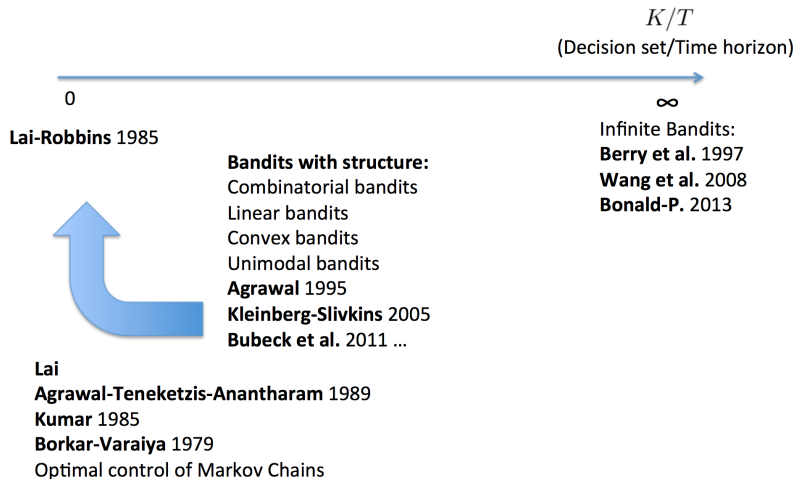 K/T
(Decision set/Time horizon)
0
∞
Lai-Robbins 1985
Infinite Bandits:
Berry et al. 1997
Wang et al. 2008
Bonald-P. 2013
Bandits with structure:
Combinatorial bandits
Linear bandits
Convex bandits
Unimodal bandits
Agrawal 1995
Kleinberg-Slivkins 2005
Bubeck et al. 2011 ...
Lai
Agrawal-Teneketzis-Anantharam 1989
Kumar 1985
Borkar-Varaiya 1979
Optimal control of Markov Chains